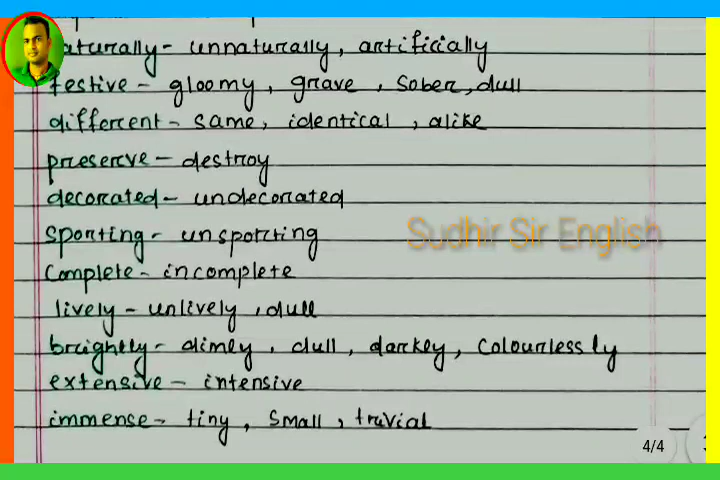 aturally - unnaturally, artificially
festive - gloomy, grave, sober, dull
different - same, identical, alike
preserve - destroy
decorated - undecorated
sporting - unsporting
Sudhir Sir English
complete - incomplete
lively - unlively, dull
brightly - dimly, dull, darkly, colourlessly
extensive - intensive
immense - tiny, small, trivial
4/4